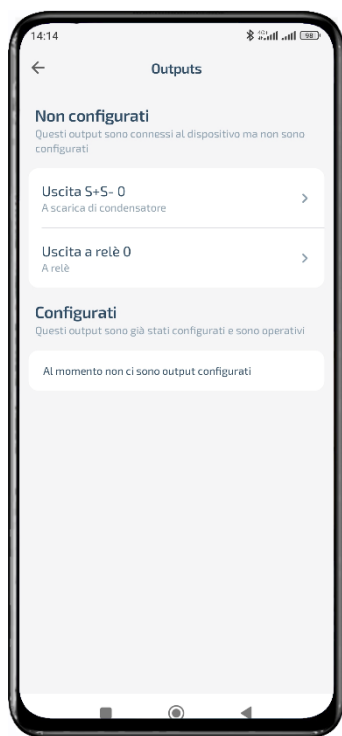 14:14
98
Outputs
Non configurati
Questi output sono connessi al dispositivo ma non sono
configurati
Uscita S+S- 0
A scarica di condensatore
Uscita a relè 0
A relè
Configurati
Questi output sono già stati configurati e sono operativi
Al momento non ci sono output configurati